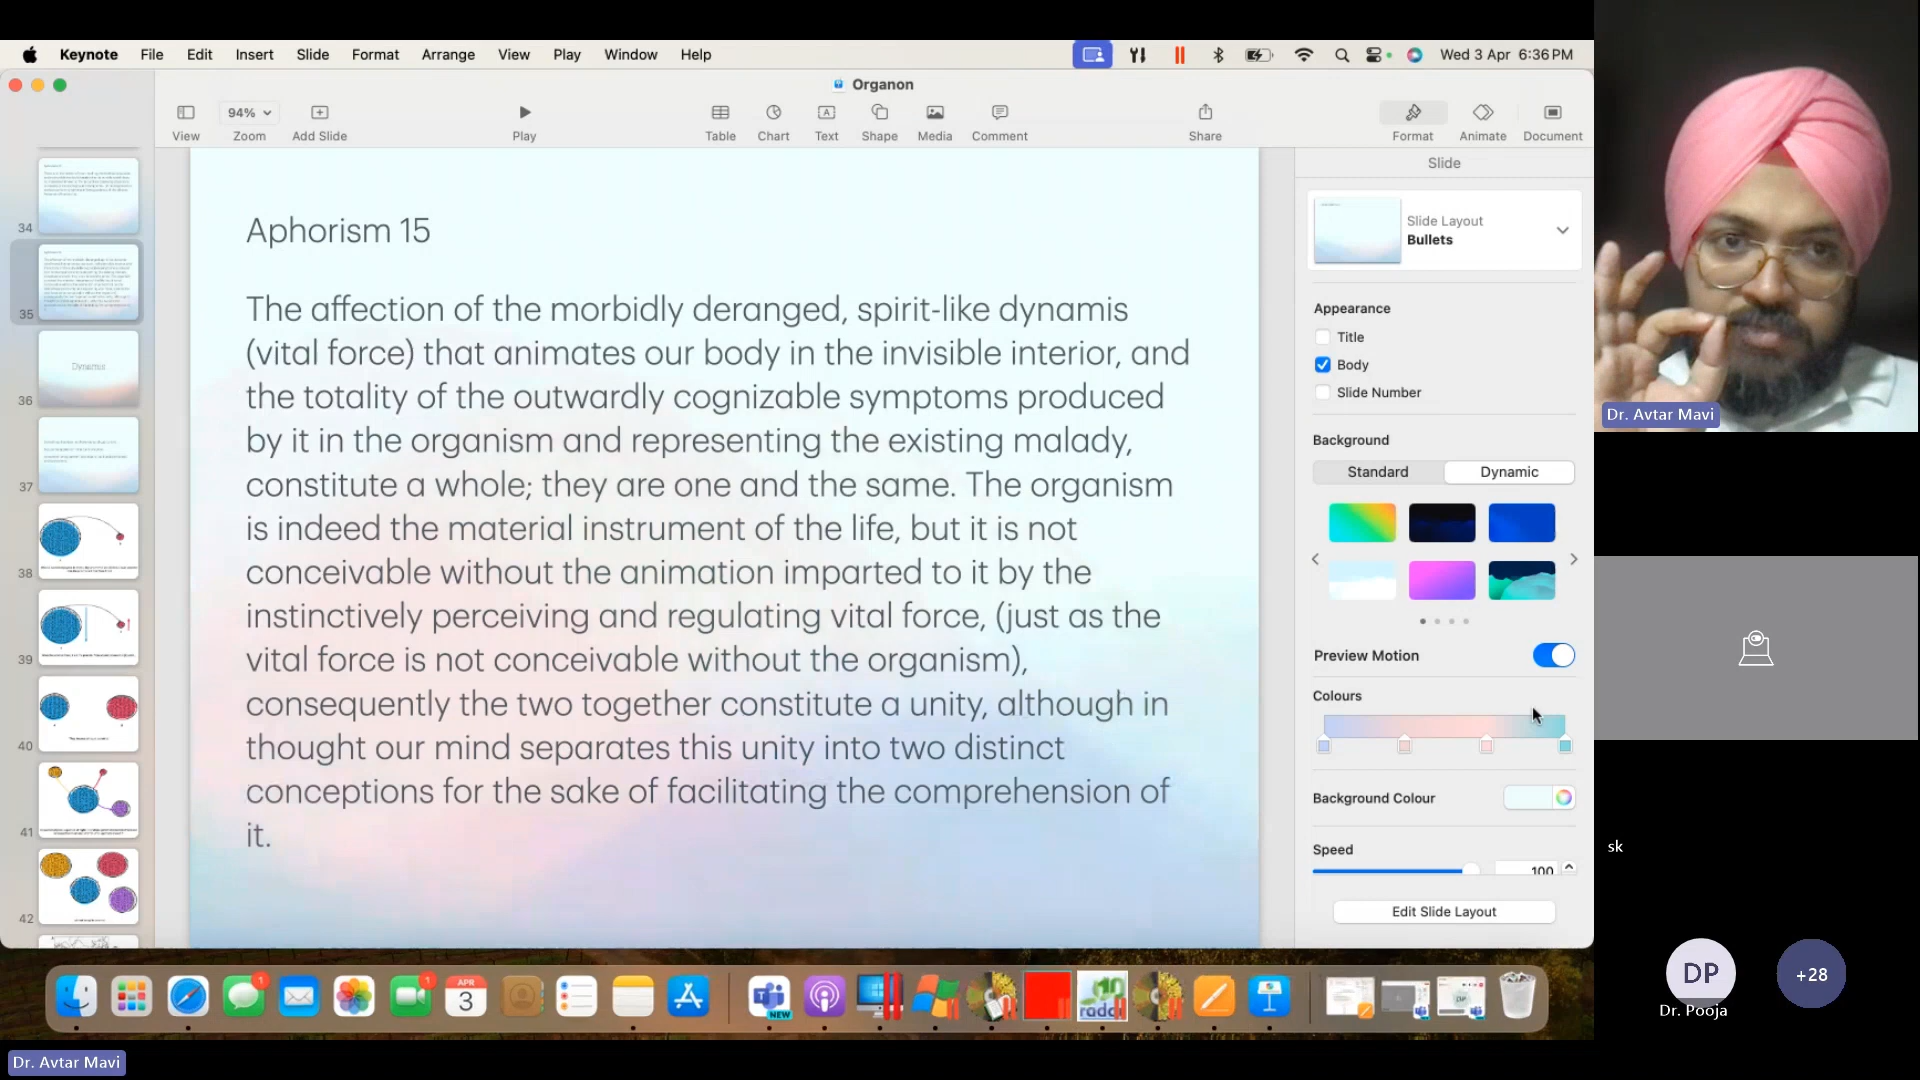 Keynote File Edit Insert Slide Format Arrange View Play Window Help
Wed 3 Apr 6:36 PM
Organon
94%
View Zoom Add Slide Play Table Chart Text Shape Media Comment Share Format Animate Document
34
35
Dynamis
36
37
38
39
40
41
42
Aphorism 15
The affection of the morbidly deranged, spirit-like dynamis
(vital force) that animates our body in the invisible interior, and
the totality of the outwardly cognizable symptoms produced
by it in the organism and representing the existing malady,
constitute a whole; they are one and the same. The organism
is indeed the material instrument of the life, but it is not
conceivable without the animation imparted to it by the
instinctively perceiving and regulating vital force, (just as the
vital force is not conceivable without the organism),
consequently the two together constitute a unity, although in
thought our mind separates this unity into two distinct
conceptions for the sake of facilitating the comprehension of
it.
Slide
Slide Layout
Bullets
Appearance
Title
Body
Slide Number
Background
Standard Dynamic
Preview Motion
Colours
Background Colour
Speed
100
Edit Slide Layout
Dr. Avtar Mavi
sk
DP
+28
Dr. Pooja
1
1
APR
3
NEW
Dr. Avtar Mavi